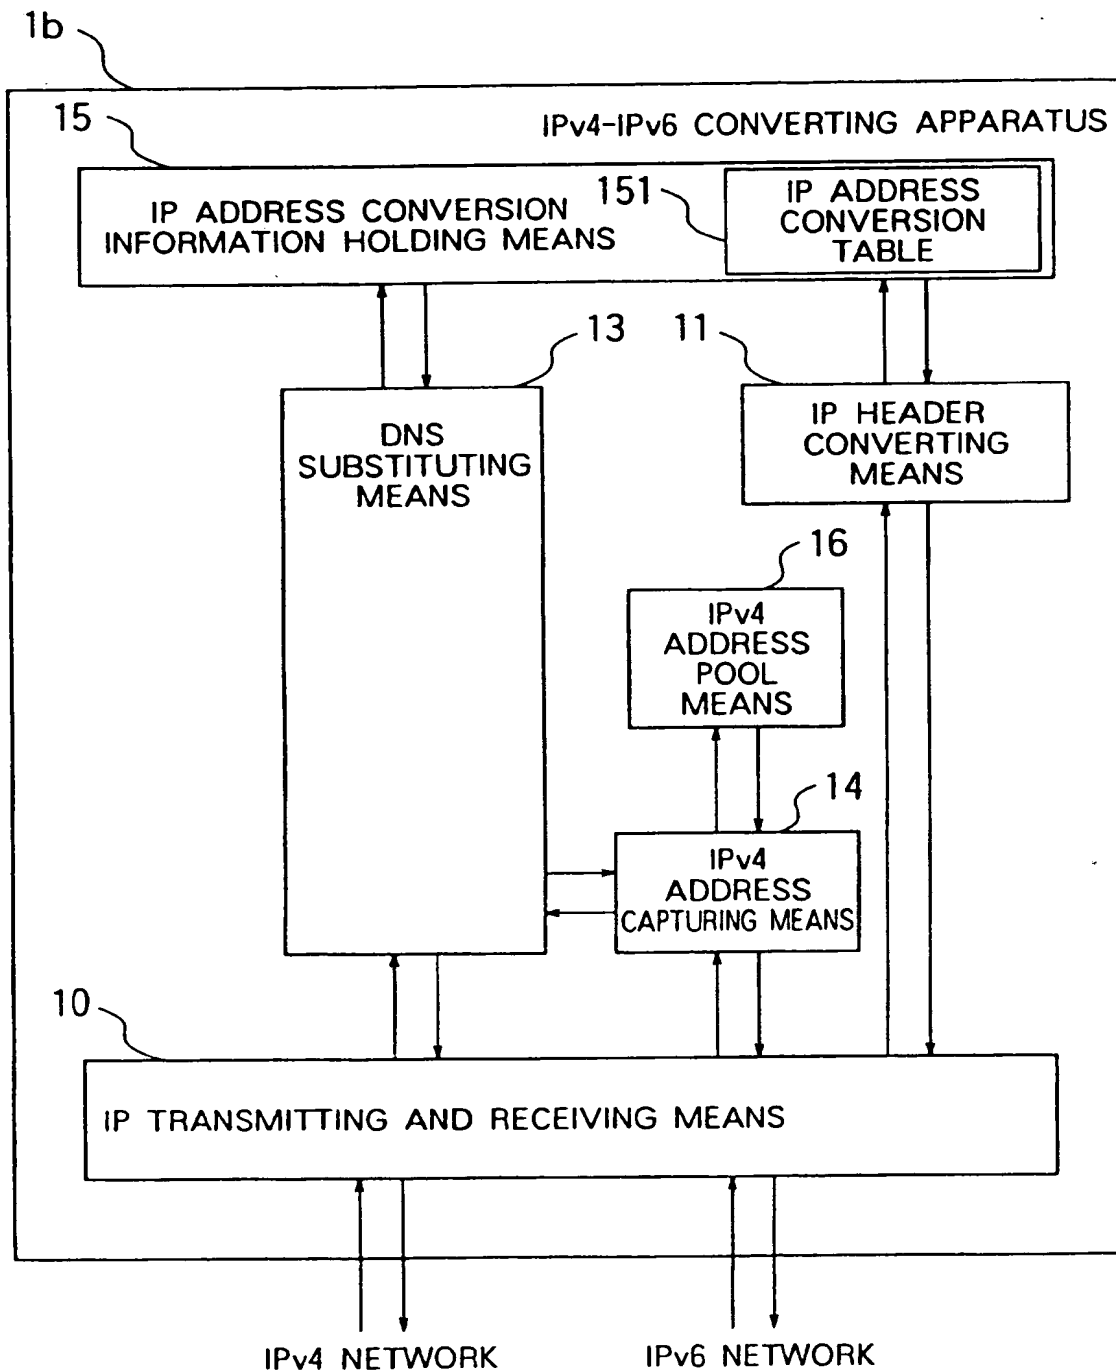 1b
IPv4-IPv6 CONVERTING APPARATUS
15
IP ADDRESS CONVERSION
INFORMATION HOLDING MEANS
151
IP ADDRESS
CONVERSION
TABLE
13
DNS
SUBSTITUTING
MEANS
11
IP HEADER
CONVERTING
MEANS
16
IPv4
ADDRESS
POOL
MEANS
14
IPv4
ADDRESS
CAPTURING MEANS
10
IP TRANSMITTING AND RECEIVING MEANS
IPv4 NETWORK
IPv6 NETWORK